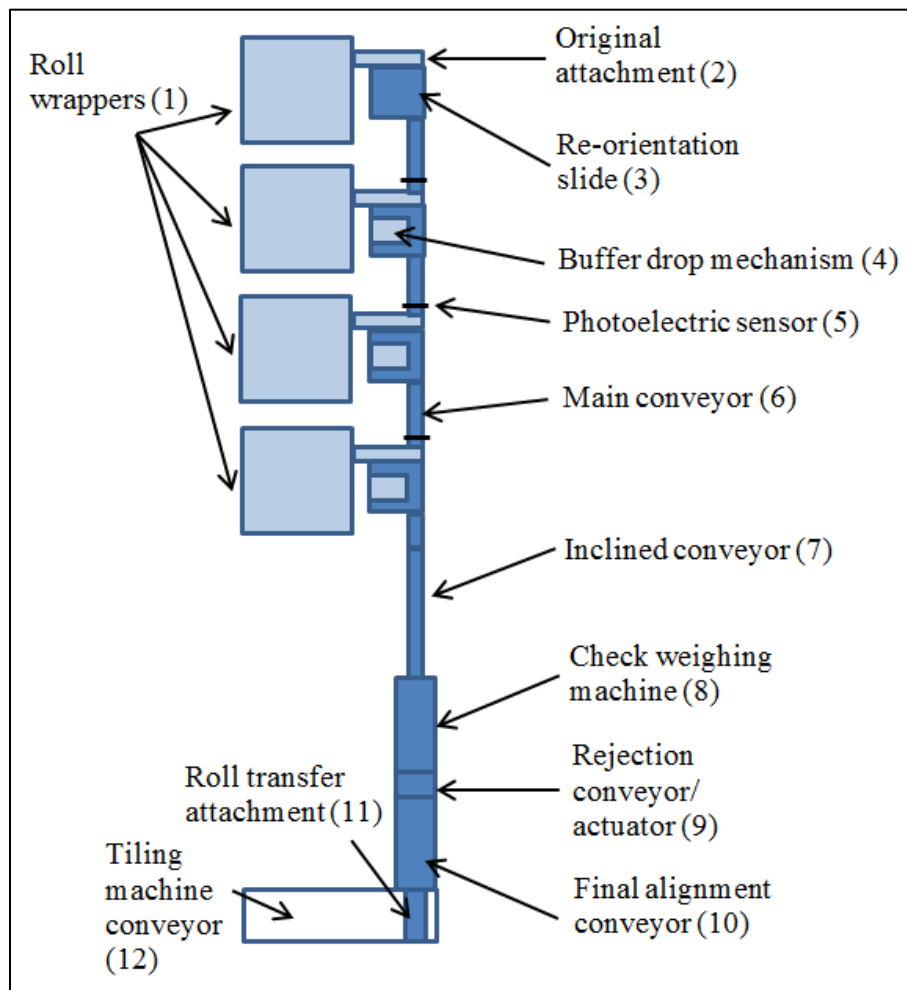 Original
attachment (2)
Roll
wrappers (1)
Re-orientation
slide (3)
Buffer drop mechanism (4)
Photoelectric sensor (5)
Main conveyor (6)
Inclined conveyor (7)
Check weighing
machine (8)
Roll transfer
attachment (11)
Rejection
conveyor/
actuator (9)
Tiling
machine
conveyor
(12)
Final alignment
conveyor (10)